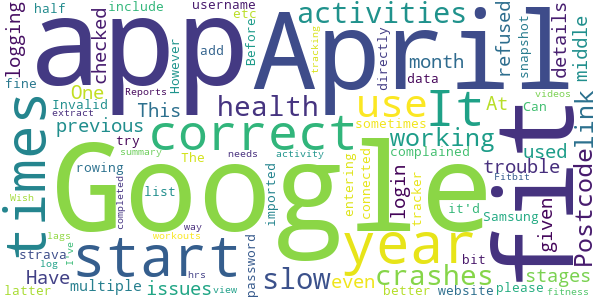 half include username etc
logging checked activities refused snapshot details middle
app April
However add month directly
Before tracking
One fine Invalid Reports extract
This health use It At data link
previous correct working Can videos
times try trouble fit
The sometimes complained used
rowing summary needs activity Fitbit
Google
Wish completed list imported entering connected login tracker it'd Samsung given Postcode
strava start year way
lags I've workouts password slow even crashes bit stages
Have log hrs better website please
latter multiple issues view fitness